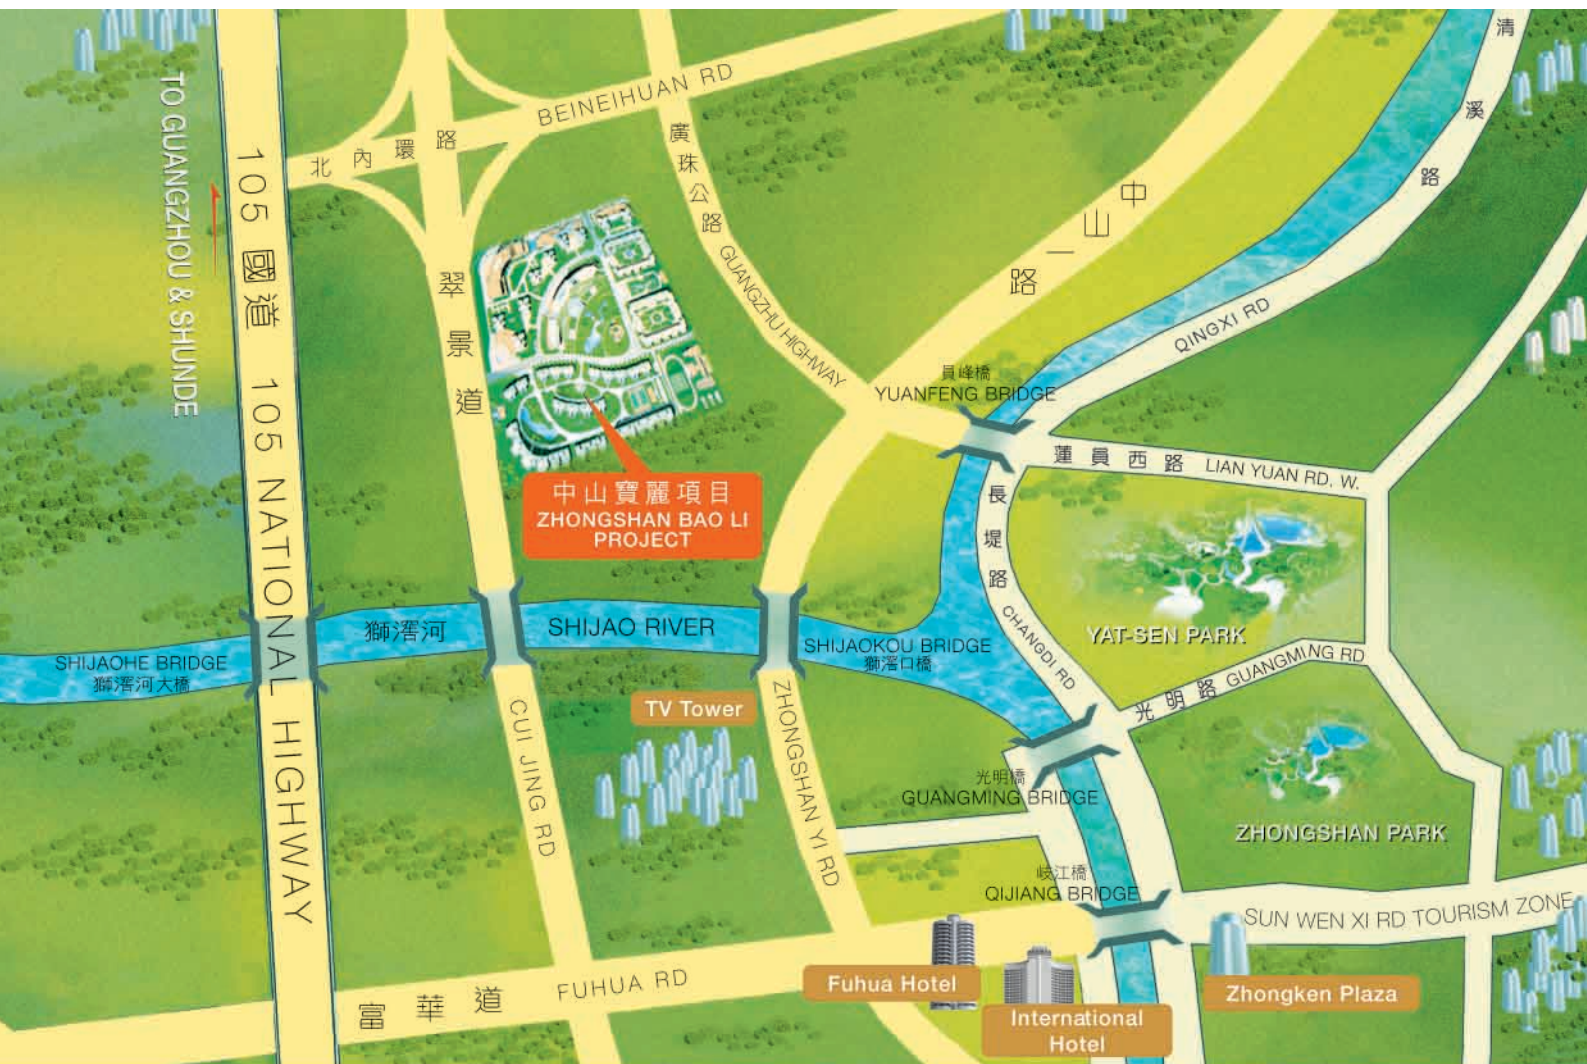 TO GUANGZHOU & SHUNDE
105 國道 105 NATIONAL HIGHWAY
北內環路 BEINEIHUAN RD
廣珠公路 GUANGZHU HIGHWAY
中山一路
清溪路
QINGXI RD
翠景道
員峰橋
YUANFENG BRIDGE
蓮員西路 LIAN YUAN RD. W.
中山寶麗項目
ZHONGSHAN BAO LI
PROJECT
長堤路 CHANGDI RD
YAT-SEN PARK
獅滘河 SHIJAO RIVER
SHIJAOHE BRIDGE
獅滘河大橋
SHIJAOKOU BRIDGE
獅滘口橋
光明路 GUANGMING RD
TV Tower
CUI JING RD
ZHONGSHAN YI RD
光明橋
GUANGMING BRIDGE
ZHONGSHAN PARK
岐江橋
QIJIANG BRIDGE
SUN WEN XI RD TOURISM ZONE
富華道 FUHUA RD
Fuhua Hotel
International
Hotel
Zhongken Plaza